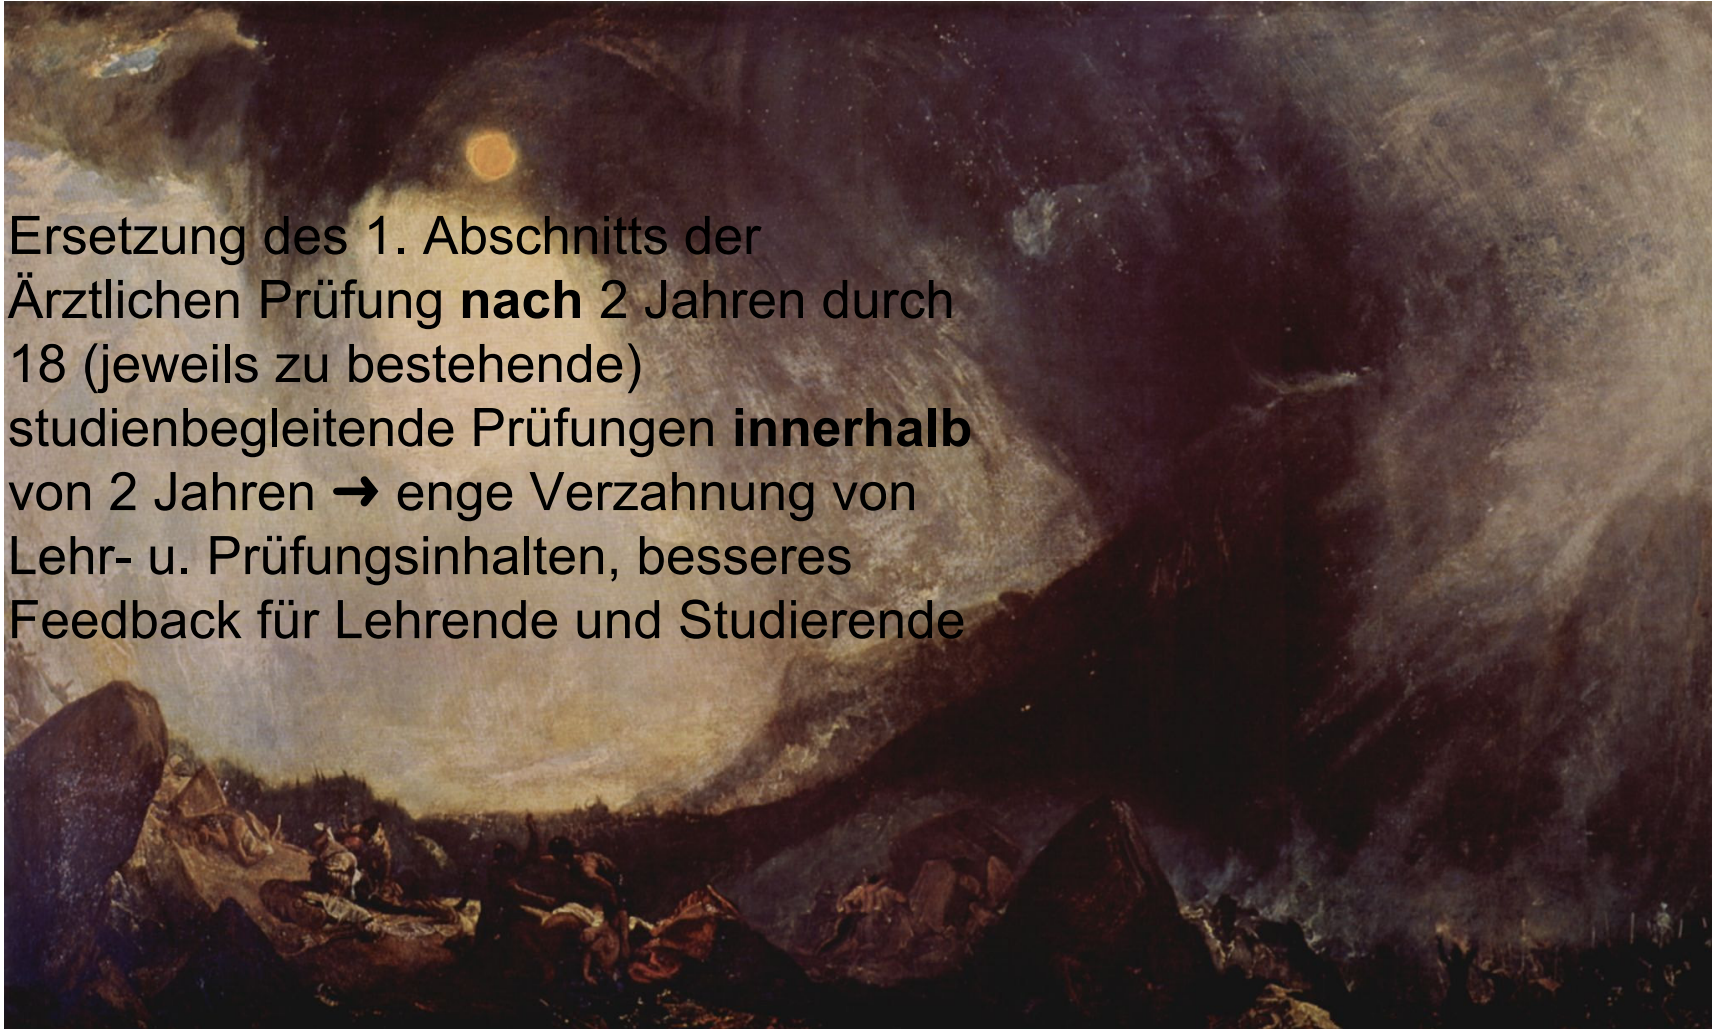 Ersetzung des 1. Abschnitts der
Ärztlichen Prüfung nach 2 Jahren durch
18 (jeweils zu bestehende)
studienbegleitende Prüfungen innerhalb
von 2 Jahren ➞ enge Verzahnung von
Lehr- u. Prüfungsinhalten, besseres
Feedback für Lehrende und Studierende